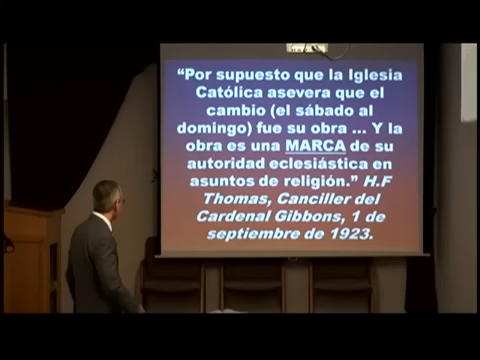 “Por supuesto que la Iglesia
Católica asevera que el
cambio (el sábado al
domingo) fue su obra ... Y la
obra es una MARCA de su
autoridad eclesiástica en
asuntos de religión.” H.F
Thomas, Canciller del
Cardenal Gibbons, 1 de
septiembre de 1923.